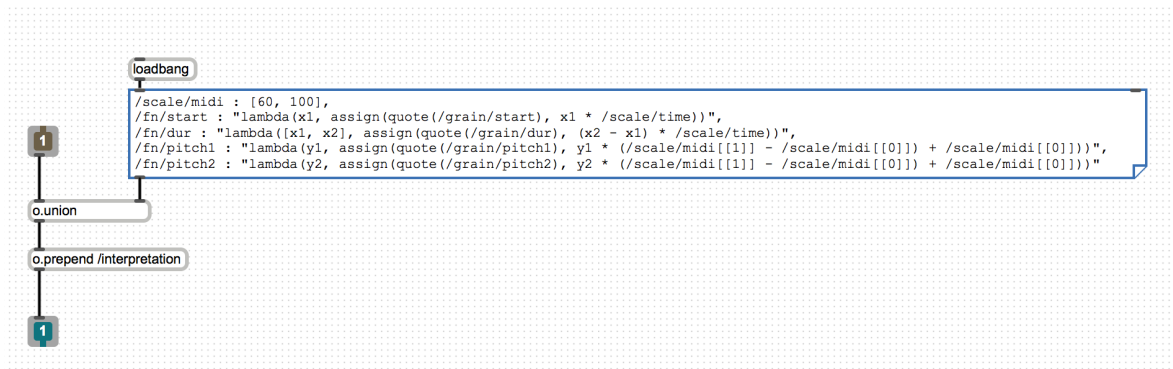 loadbang
/scale/midi : [60, 100],
/fn/start : "lambda(x1, assign(quote(/grain/start), x1 * /scale/time))",
/fn/dur : "lambda([x1, x2], assign(quote(/grain/dur), (x2 - x1) * /scale/time))",
/fn/pitch1 : "lambda(y1, assign(quote(/grain/pitch1), y1 * (/scale/midi[[1]] - /scale/midi[[0]]) + /scale/midi[[0]]))",
/fn/pitch2 : "lambda(y2, assign(quote(/grain/pitch2), y2 * (/scale/midi[[1]] - /scale/midi[[0]]) + /scale/midi[[0]]))"
1
o.union
o.prepend /interpretation
1